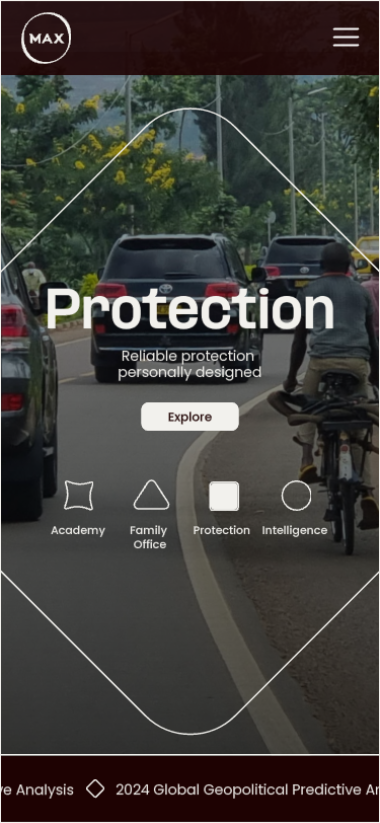 MAX
Protection
Reliable protection
personally designed
Explore
Academy
Family
Office
Protection
Intelligence
ve Analysis
2024 Global Geopolitical Predictive An